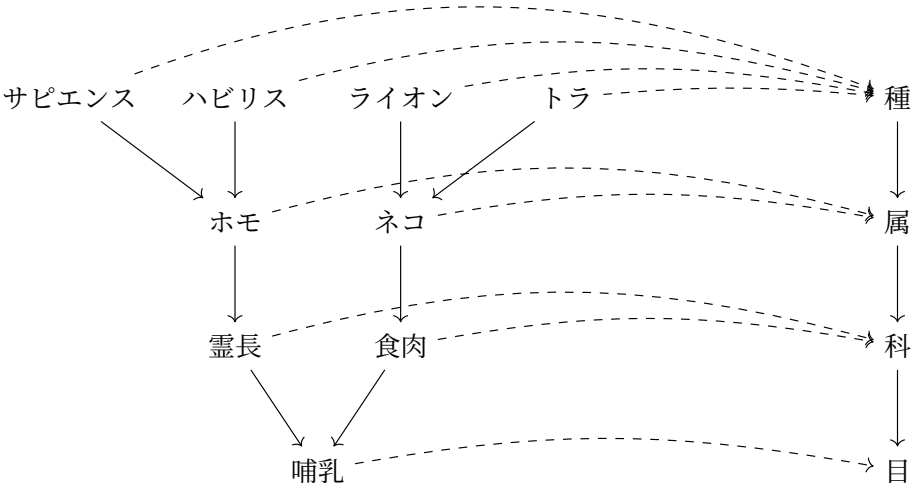 サピエンス ハビリス ライオン トラ 種
ホモ ネコ 属
霊長 食肉 科
哺乳 目